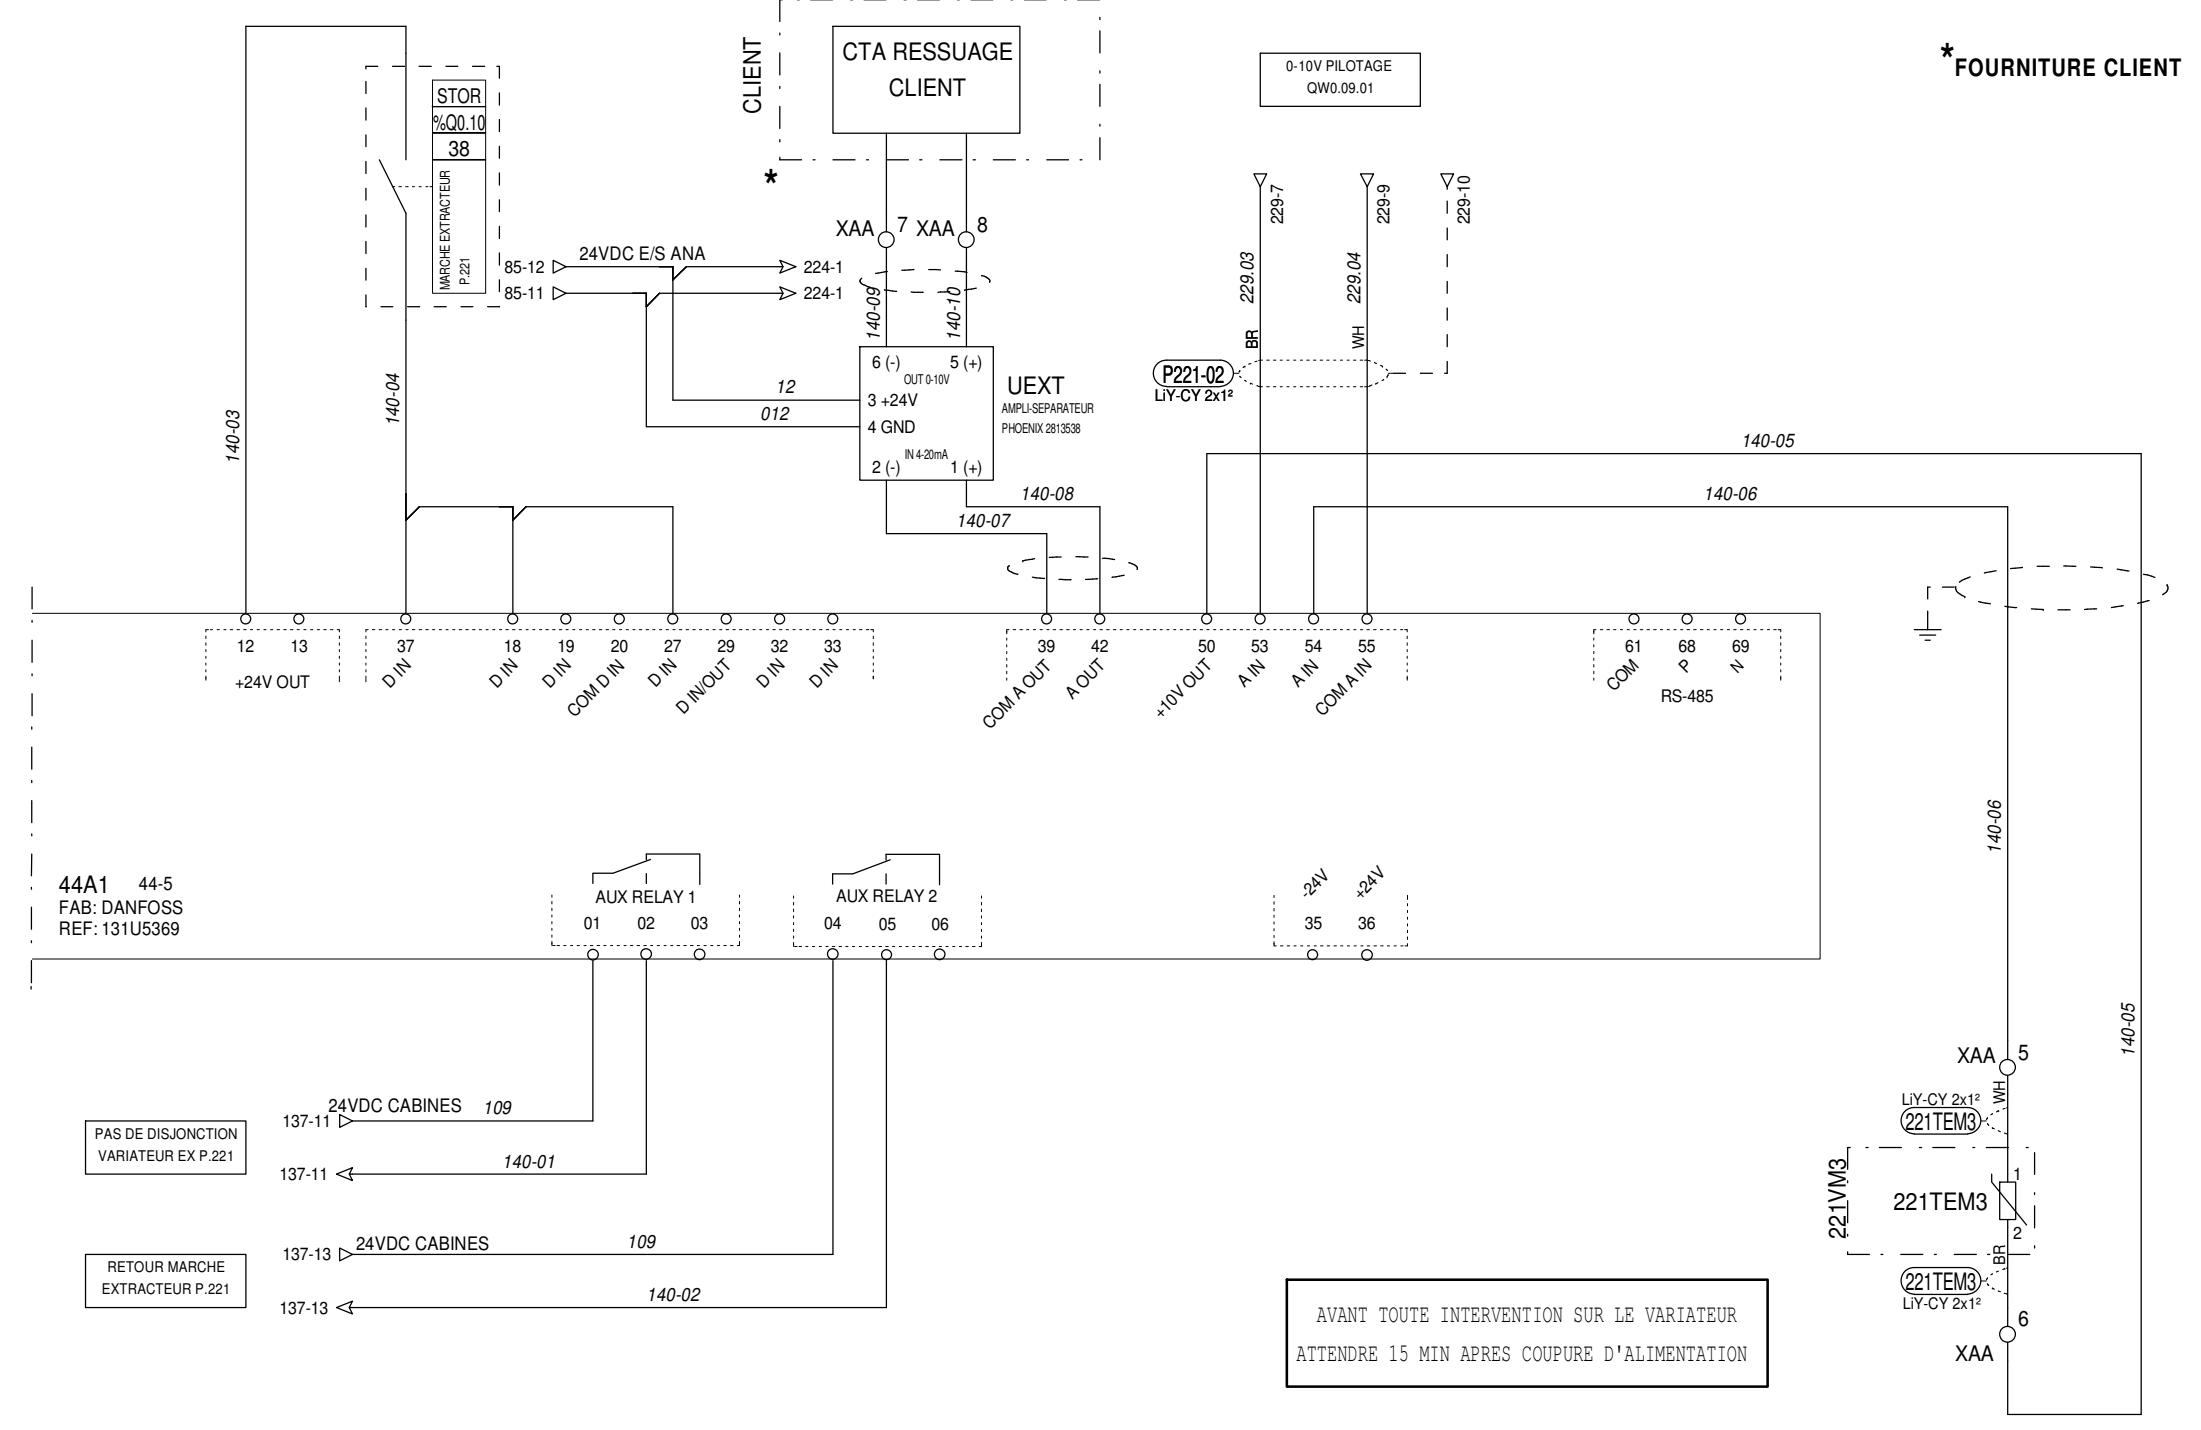 CLIENT
CTA RESSUAGE
CLIENT
*
0-10V PILOTAGE
QW0.09.01
*FOURNITURE CLIENT
STOR
%Q0.10
38
MARCHE EXTRACTEUR
P.221
140-03
140-04
85-12
24VDC E/S ANA
224-1
85-11
224-1
XAA
7
XAA
8
140-09
140-10
6 (-)
5 (+)
OUT 0-10V
3 +24V
4 GND
IN 4-20mA
2 (-)
1 (+)
12
012
UEXT
AMPLI-SEPARATEUR
PHOENIX 2813538
140-08
140-07
229-7
229-9
229-10
229.03
229.04
BR
WH
P221-02
LiY-CY 2x1²
140-05
140-06
12
13
+24V OUT
37
18
19
20
27
29
32
33
D IN
D IN
D IN
COM D IN
D IN
D IN/OUT
D IN
D IN
39
42
COM A OUT
A OUT
50
53
54
55
+10V OUT
A IN
A IN
COM A IN
61
68
69
COM
P
N
RS-485
44A1
44-5
FAB: DANFOSS
REF: 131U5369
AUX RELAY 1
01
02
03
AUX RELAY 2
04
05
06
-24V
+24V
35
36
140-06
140-05
PAS DE DISJONCTION
VARIATEUR EX P.221
137-11
24VDC CABINES
109
137-11
140-01
RETOUR MARCHE
EXTRACTEUR P.221
137-13
24VDC CABINES
109
137-13
140-02
XAA
5
WH
LiY-CY 2x1²
221TEM3
221VM3
221TEM3
1
2
BR
221TEM3
LiY-CY 2x1²
6
XAA
AVANT TOUTE INTERVENTION SUR LE VARIATEUR
ATTENDRE 15 MIN APRES COUPURE D'ALIMENTATION